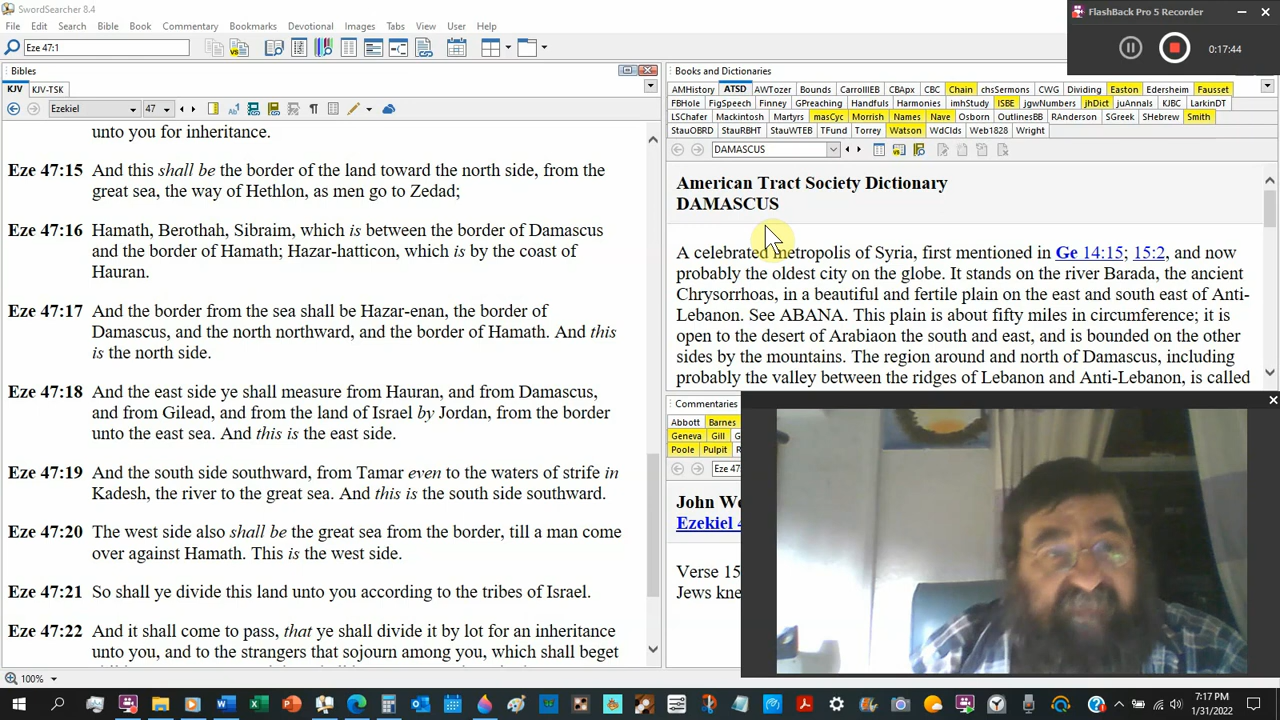 SwordSearcher 8.4
File Edit Search Bible Book Commentary Bookmarks Devotional Images Tabs View User Help
Eze 47:1
FlashBack Pro 5 Recorder
0:17:44
Bibles
KJV KJV-TSK
Ezekiel 47
unto you for inheritance.
Eze 47:15 And this shall be the border of the land toward the north side, from the
great sea, the way of Hethlon, as men go to Zedad;
Eze 47:16 Hamath, Berothah, Sibraim, which is between the border of Damascus
and the border of Hamath; Hazar-hatticon, which is by the coast of
Hauran.
Eze 47:17 And the border from the sea shall be Hazar-enan, the border of
Damascus, and the north northward, and the border of Hamath. And this
is the north side.
Eze 47:18 And the east side ye shall measure from Hauran, and from Damascus,
and from Gilead, and from the land of Israel by Jordan, from the border
unto the east sea. And this is the east side.
Eze 47:19 And the south side southward, from Tamar even to the waters of strife in
Kadesh, the river to the great sea. And this is the south side southward.
Eze 47:20 The west side also shall be the great sea from the border, till a man come
over against Hamath. This is the west side.
Eze 47:21 So shall ye divide this land unto you according to the tribes of Israel.
Eze 47:22 And it shall come to pass, that ye shall divide it by lot for an inheritance
unto you, and to the strangers that sojourn among you, which shall beget
100%
Books and Dictionaries
AMHistory ATSD AWTozer Bounds CarrollIEB CBApx CBC Chain chsSermons CWG Dividing Easton Edersheim Fausset
FBHole FigSpeech Finney GPreaching Handfuls Harmonies imhStudy ISBE jgwNumbers jhDict juAnnals KJBC LarkinDT
LSChafer Mackintosh Martyrs masCyc Morrish Names Nave Osborn OutlinesBB RAnderson SGreek SHebrew Smith
StauOBRD StauRBHT StauWTEB TFund Torrey Watson WdClds Web1828 Wright
DAMASCUS
American Tract Society Dictionary
DAMASCUS
A celebrated metropolis of Syria, first mentioned in Ge 14:15; 15:2, and now
probably the oldest city on the globe. It stands on the river Barada, the ancient
Chrysorrhoas, in a beautiful and fertile plain on the east and south east of Anti-
Lebanon. See ABANA. This plain is about fifty miles in circumference; it is
open to the desert of Arabiaon the south and east, and is bounded on the other
sides by the mountains. The region around and north of Damascus, including
probably the valley between the ridges of Lebanon and Anti-Lebanon, is called
Commentaries
Abbott Barnes
Geneva Gill G
Poole Pulpit R
Eze 47
John We
Ezekiel 4
Verse 15
Jews kne
7:17 PM
1/31/2022